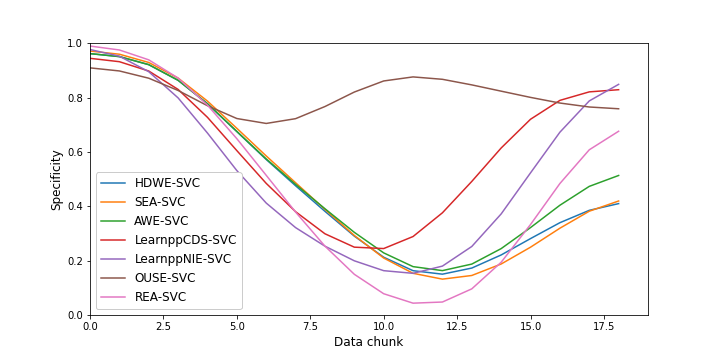 1.0
0.8
0.6
0.4
0.2
0.0
Specificity
HDWE-SVC
SEA-SVC
AWE-SVC
LearnppCDS-SVC
LearnppNIE-SVC
OUSE-SVC
REA-SVC
0.0 2.5 5.0 7.5 10.0 12.5 15.0 17.5
Data chunk